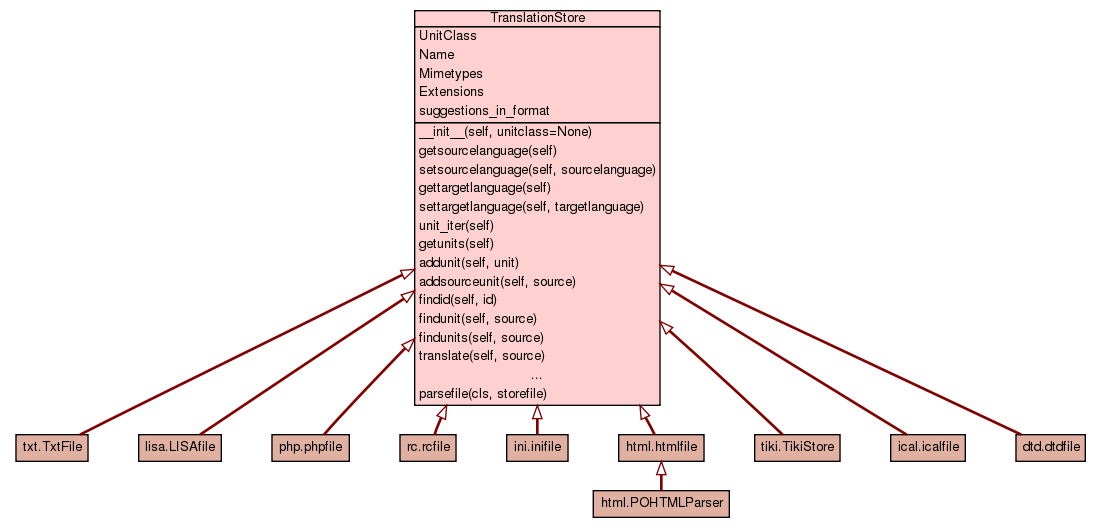 TranslationStore
UnitClass
Name
Mimetypes
Extensions
suggestions_in_format
__init__(self, unitclass=None)
getsourcelanguage(self)
setsourcelanguage(self, sourcelanguage)
gettargetlanguage(self)
settargetlanguage(self, targetlanguage)
unit_iter(self)
getunits(self)
addunit(self, unit)
addsourceunit(self, source)
findid(self, id)
findunit(self, source)
findunits(self, source)
translate(self, source)
...
parsefile(cls, storefile)
txt.TxtFile
lisa.LISAfile
php.phpfile
rc.rcfile
ini.inifile
html.htmlfile
tiki.TikiStore
ical.icalfile
dtd.dtdfile
html.POHTMLParser